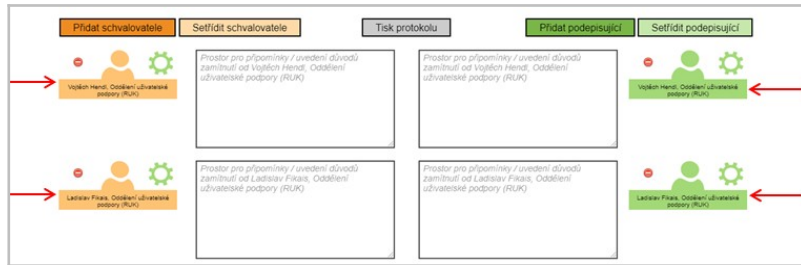 Přidat schvalovatele
Setřídit schvalovatele
Tisk protokolu
Přidat podepisující
Setřídit podepisující
Vojtěch Hendl, Oddělení uživatelské
podpory (RUK)
Prostor pro připomínky / uvedení důvodů
zamítnutí od Vojtěch Hendl, Oddělení
uživatelské podpory (RUK)
Prostor pro připomínky / uvedení důvodů
zamítnutí od Vojtěch Hendl, Oddělení
uživatelské podpory (RUK)
Vojtěch Hendl, Oddělení uživatelské
podpory (RUK)
Ladislav Fikais, Oddělení uživatelské
podpory (RUK)
Prostor pro připomínky / uvedení důvodů
zamítnutí od Ladislav Fikais, Oddělení
uživatelské podpory (RUK)
Prostor pro připomínky / uvedení důvodů
zamítnutí od Ladislav Fikais, Oddělení
uživatelské podpory (RUK)
Ladislav Fikais, Oddělení uživatelské
podpory (RUK)